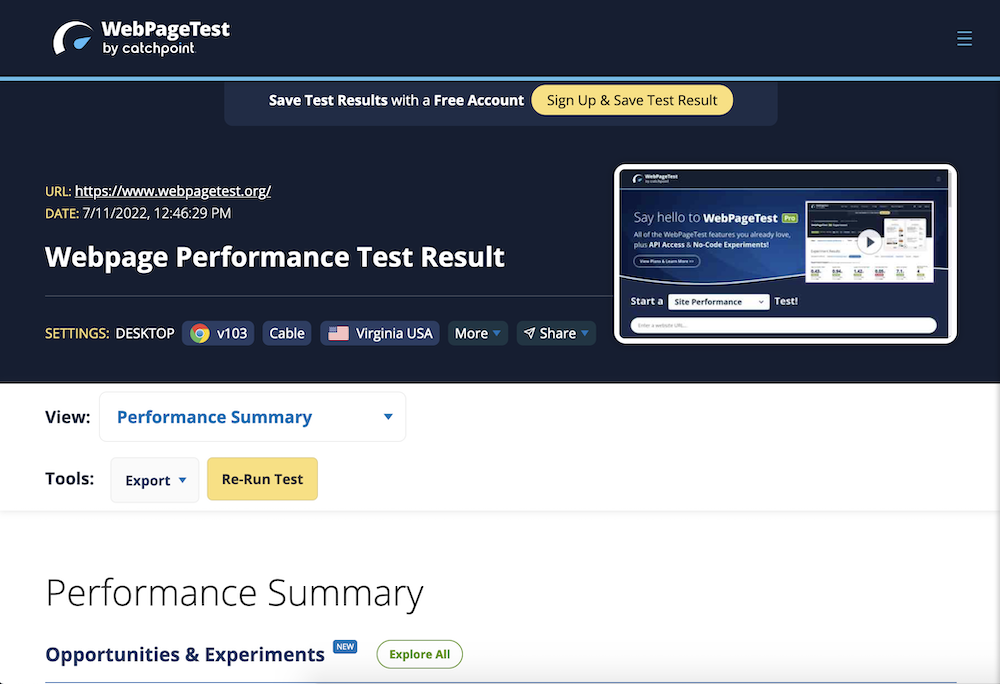 WebPageTest
by catchpoint
Save Test Results with a Free Account
Sign Up & Save Test Result
URL: https://www.webpagetest.org/
DATE: 7/11/2022, 12:46:29 PM
Webpage Performance Test Result
SETTINGS: DESKTOP v103 Cable Virginia USA More Share
WebPageTest
by catchpoint
Say hello to WebPageTest Pro
All of the WebPageTest features you already love,
plus API Access & No-Code Experiments!
View Plans & Learn More >>
Start a Site Performance Test!
Enter a website URL...
View: Performance Summary
Tools: Export Re-Run Test
Performance Summary
Opportunities & Experiments NEW Explore All